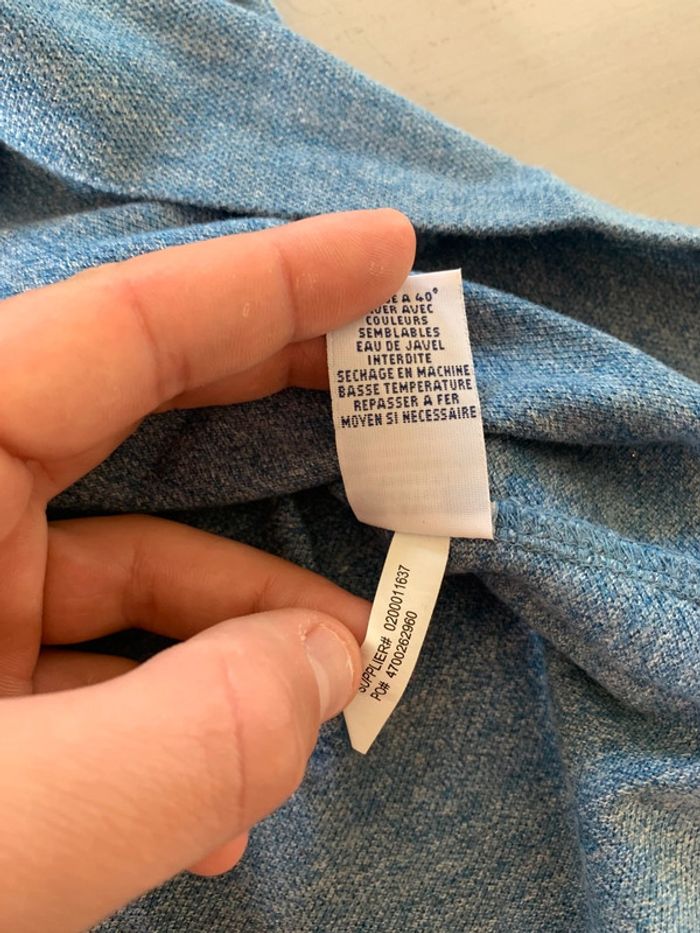 A 40°
AVEC
COULEURS
SEMBLABLES
EAU DE JAVEL
INTERDITE
SECHAGE EN MACHINE
BASSE TEMPERATURE
REPASSER A FER
MOYEN SI NECESSAIRE
SUPPLIER# 0200011637
PO# 4700262960